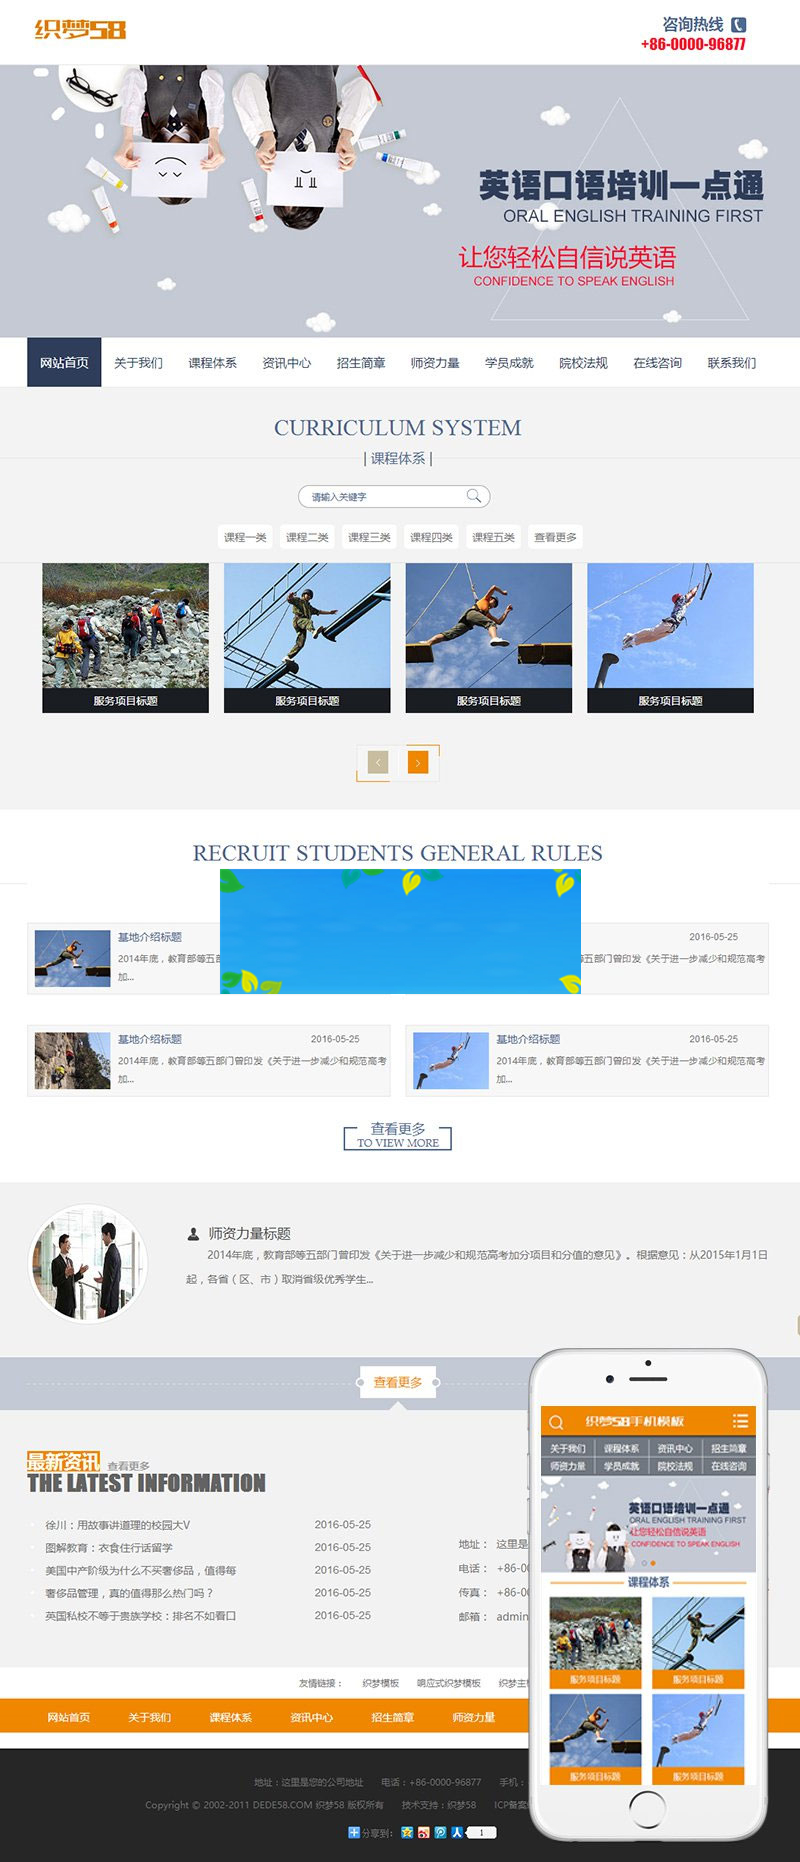 织梦58
咨询热线
+86-0000-96877
英语口语培训一点通
ORAL ENGLISH TRAINING FIRST
让您轻松自信说英语
CONFIDENCE TO SPEAK ENGLISH
网站首页 关于我们 课程体系 资讯中心 招生简章 师资力量 学员成就 院校法规 在线咨询 联系我们
CURRICULUM SYSTEM
| 课程体系 |
请输入关键字
课程一类 课程二类 课程三类 课程四类 课程五类 查看更多
服务项目标题 服务项目标题 服务项目标题 服务项目标题
RECRUIT STUDENTS GENERAL RULES
基地介绍标题
2014年底，教育部等五部
加...
2016-05-25
五部门曾印发《关于进一步减少和规范高考
基地介绍标题 2016-05-25
2014年底，教育部等五部门曾印发《关于进一步减少和规范高考
加...
基地介绍标题 2016-05-25
2014年底，教育部等五部门曾印发《关于进一步减少和规范高考
加...
查看更多
TO VIEW MORE
师资力量标题
2014年底，教育部等五部门曾印发《关于进一步减少和规范高考加分项目和分值的意见》。根据意见：从2015年1月1日
起，各省（区、市）取消省级优秀学生...
查看更多
最新资讯 查看更多
THE LATEST INFORMATION
徐川：用故事讲道理的校园大V 2016-05-25
图解教育：衣食住行话留学 2016-05-25
美国中产阶级为什么不买奢侈品，值得每 2016-05-25
奢侈品管理，真的值得那么热门吗？ 2016-05-25
英国私校不等于贵族学校：排名不如看口 2016-05-25
地址： 这里是
电话： +86-00
传真： +86-00
邮箱： admin
友情链接： 织梦模板 响应式织梦模板 织梦主
网站首页 关于我们 课程体系 资讯中心 招生简章 师资力量
地址：这里是您的公司地址 电话：+86-0000-96877 手机：
Copyright © 2002-2011 DEDE58.COM 织梦58 版权所有 技术支持：织梦58 ICP备案
分享到： 1
织梦58手机模板
关于我们 课程体系 资讯中心 招生简章
师资力量 学员成就 院校法规 在线咨询
英语口语培训一点通
ORAL ENGLISH TRAINING FIRST
让您轻松自信说英语
CONFIDENCE TO SPEAK ENGLISH
课程体系
服务项目标题 服务项目标题
服务项目标题 服务项目标题